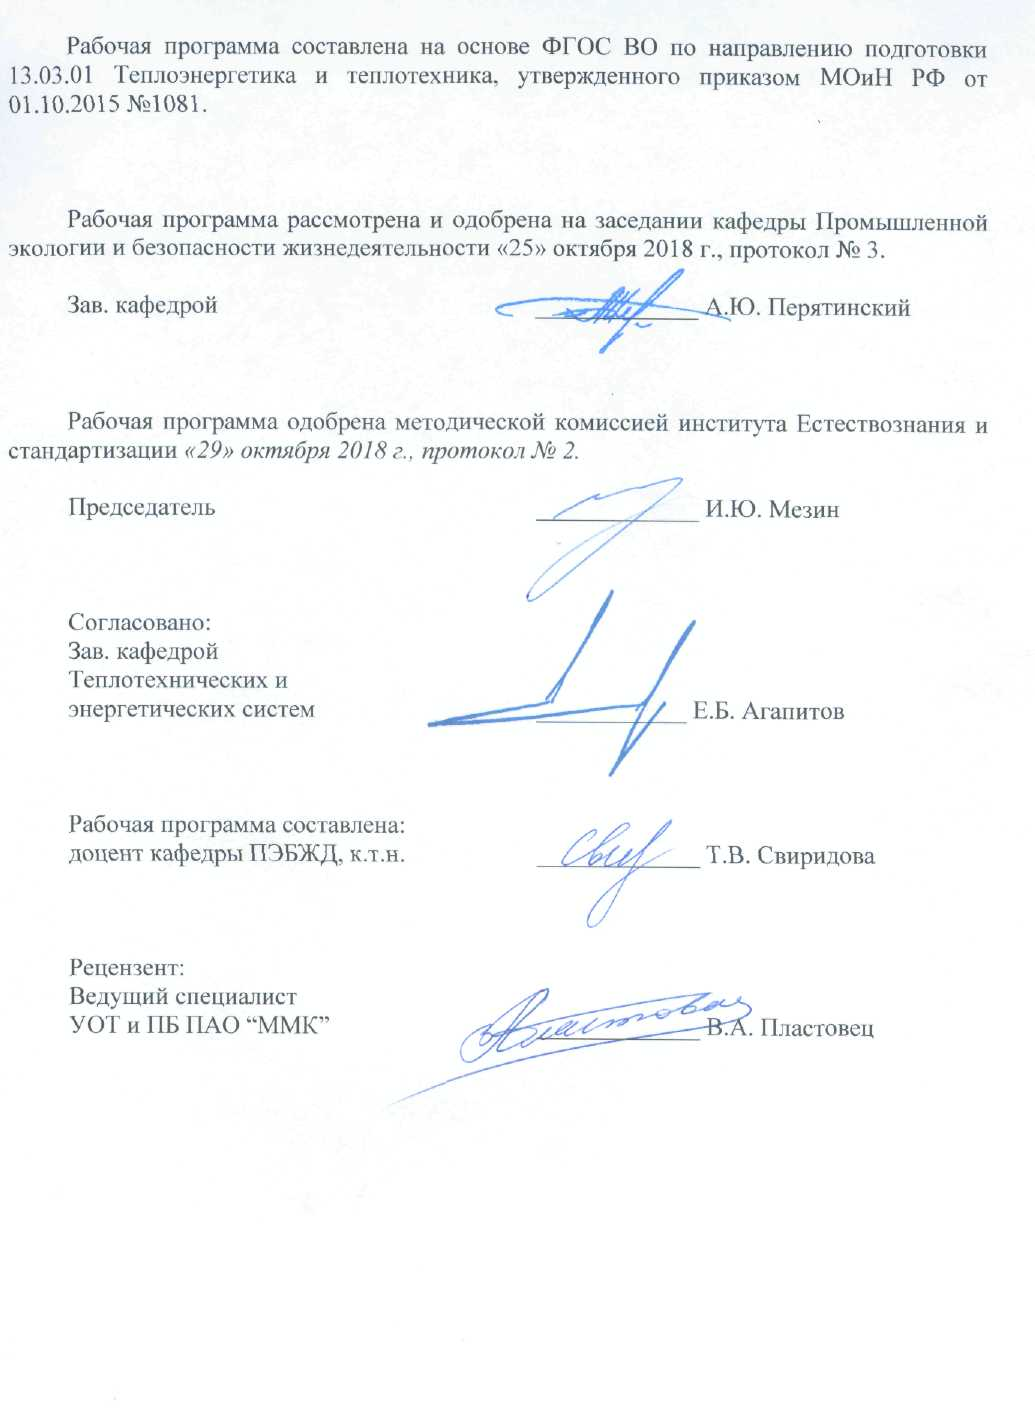 Рабочая программа составлена на основе ФГОС ВО по направлению подготовки
13.03.01 Теплоэнергетика и теплотехника, утвержденного приказом МОиН РФ от
01.10.2015 №1081.
Рабочая программа рассмотрена и одобрена на заседании кафедры Промышленной
экологии и безопасности жизнедеятельности «25» октября 2018 г., протокол № 3.
Зав. кафедрой А.Ю. Перятинский
Рабочая программа одобрена методической комиссией института Естествознания и
стандартизации «29» октября 2018 г., протокол № 2.
Председатель И.Ю. Мезин
Согласовано:
Зав. кафедрой
Теплотехнических и
энергетических систем Е.Б. Агапитов
Рабочая программа составлена:
доцент кафедры ПЭБЖД, к.т.н. Т.В. Свиридова
Рецензент:
Ведущий специалист
УОТ и ПБ ПАО “ММК” В.А. Пластовец